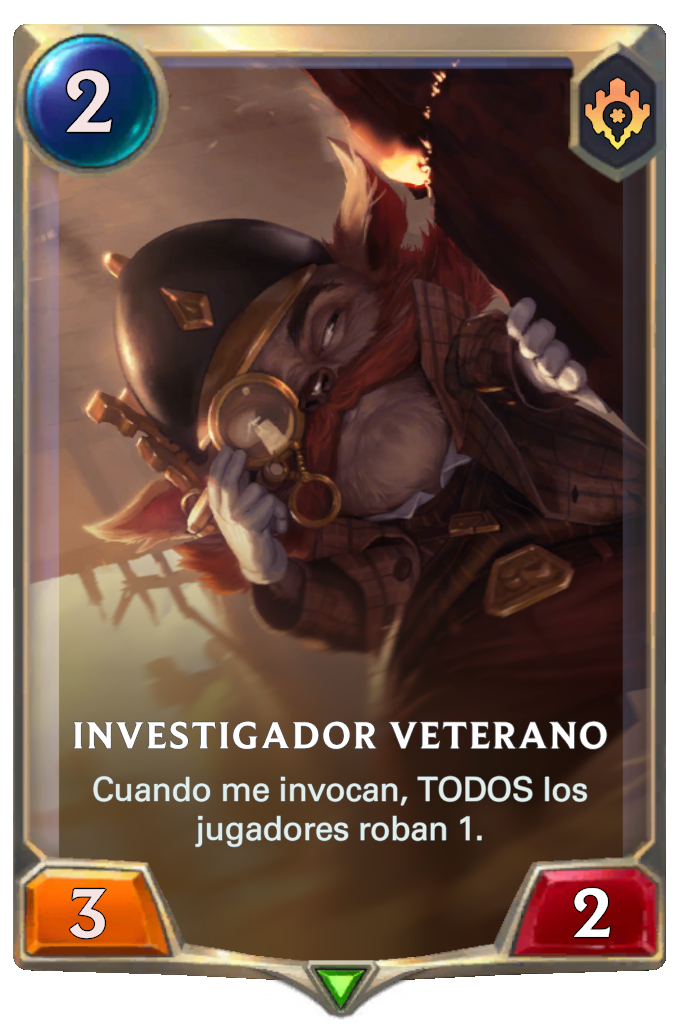 2
INVESTIGADOR VETERANO
Cuando me invocan, TODOS los
jugadores roban 1.
3
2